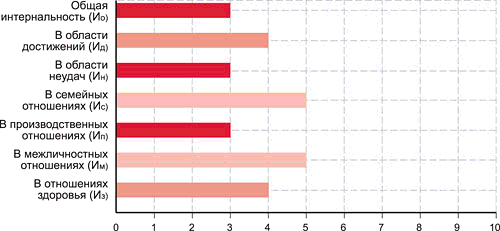 Общая
интернальность (Ио)
В области
достижений (Ид)
В области
неудач (Ин)
В семейных
отношениях (Ис)
В производственных
отношениях (Ип)
В межличностных
отношениях (Им)
В отношениях
здоровья (Из)
0 1 2 3 4 5 6 7 8 9 10